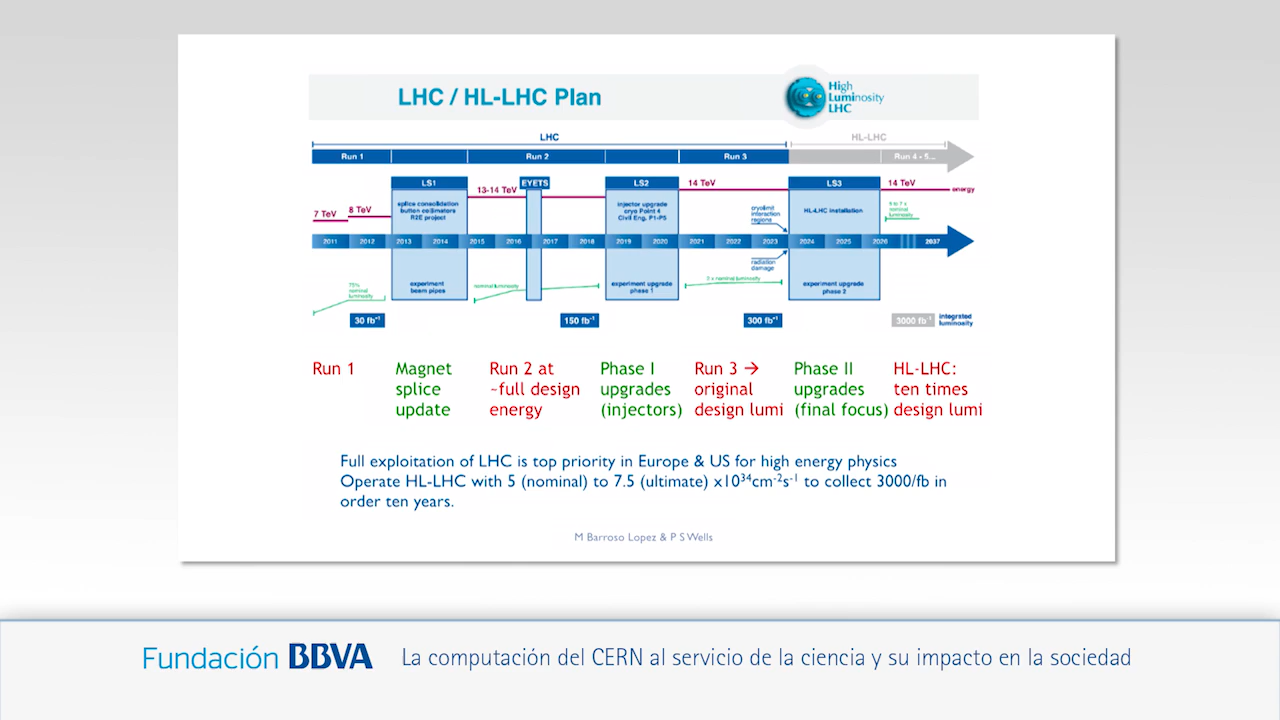 LHC / HL-LHC Plan
High
Luminosity
LHC
LHC
HL-LHC
Run 1
Run 2
Run 3
Run 4 - 5...
LS1
EYETS
LS2
LS3
7 TeV
8 TeV
13-14 TeV
14 TeV
14 TeV
energy
splice consolidation
button collimators
R2E project
injector upgrade
cryo Point 4
Civil Eng. P1-P5
cryolimit
interaction
regions
HL-LHC installation
5 to 7 x
nominal
luminosity
2011 2012 2013 2014 2015 2016 2017 2018 2019 2020 2021 2022 2023 2024 2025 2026 2037
radiation
damage
75%
nominal
luminosity
experiment
beam pipes
nominal luminosity
experiment upgrade
phase 1
2 x nominal luminosity
experiment upgrade
phase 2
30 fb⁻¹
150 fb⁻¹
300 fb⁻¹
3000 fb⁻¹
integrated
luminosity
Run 1
Magnet
splice
update
Run 2 at
~full design
energy
Phase I
upgrades
(injectors)
Run 3 →
original
design lumi
Phase II
upgrades
(final focus)
HL-LHC:
ten times
design lumi
Full exploitation of LHC is top priority in Europe & US for high energy physics
Operate HL-LHC with 5 (nominal) to 7.5 (ultimate) x10³⁴cm⁻²s⁻¹ to collect 3000/fb in
order ten years.
M Barroso Lopez & P S Wells
Fundación BBVA
La computación del CERN al servicio de la ciencia y su impacto en la sociedad